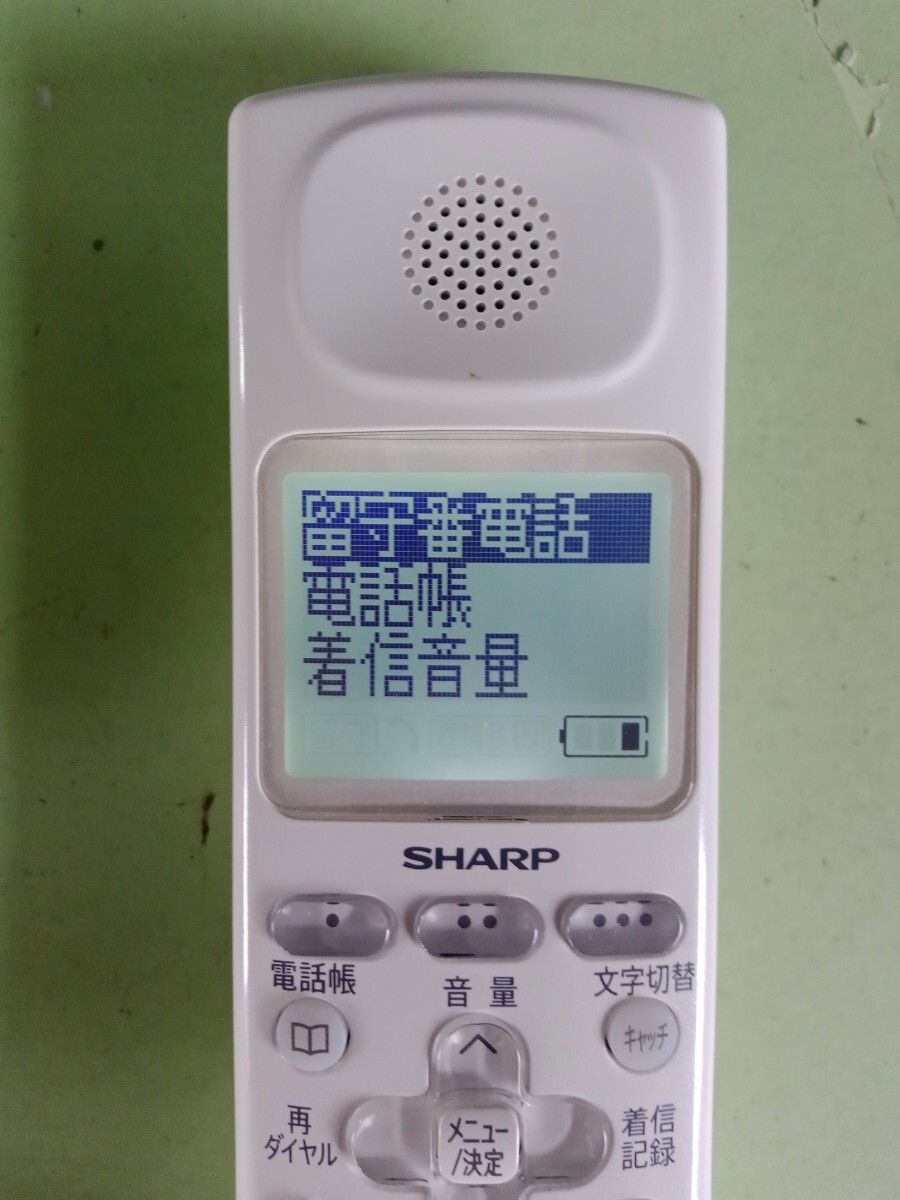 留守番電話
電話帳
着信音量
SHARP
電話帳
音量
文字切替
キャッチ
再
ダイヤル
メニュー
/決定
着信
記録